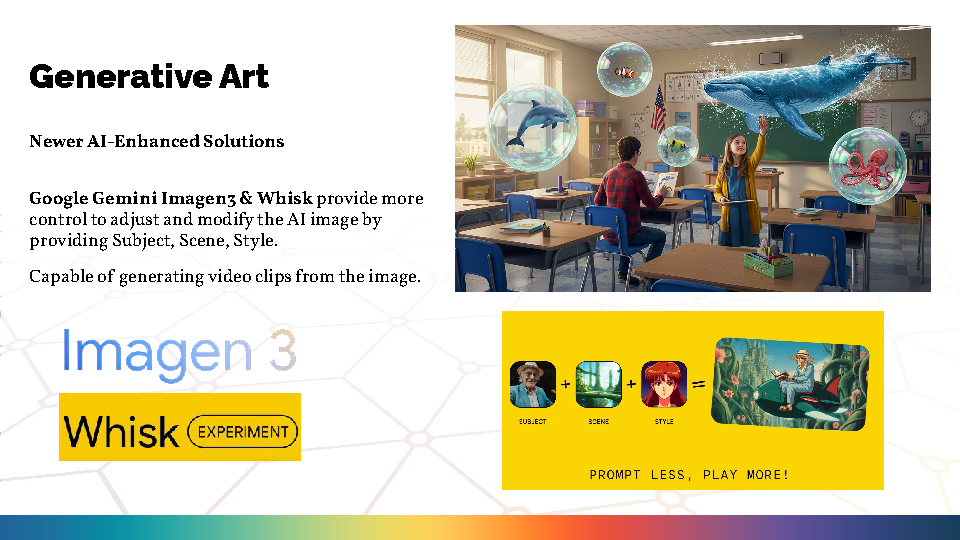 Generative Art
Newer AI-Enhanced Solutions
Google Gemini Imagen3 & Whisk provide more
control to adjust and modify the AI image by
providing Subject, Scene, Style.
Capable of generating video clips from the image.
Imagen 3
Whisk EXPERIMENT
+ + =
SUBJECT SCENE STYLE
PROMPT LESS, PLAY MORE!